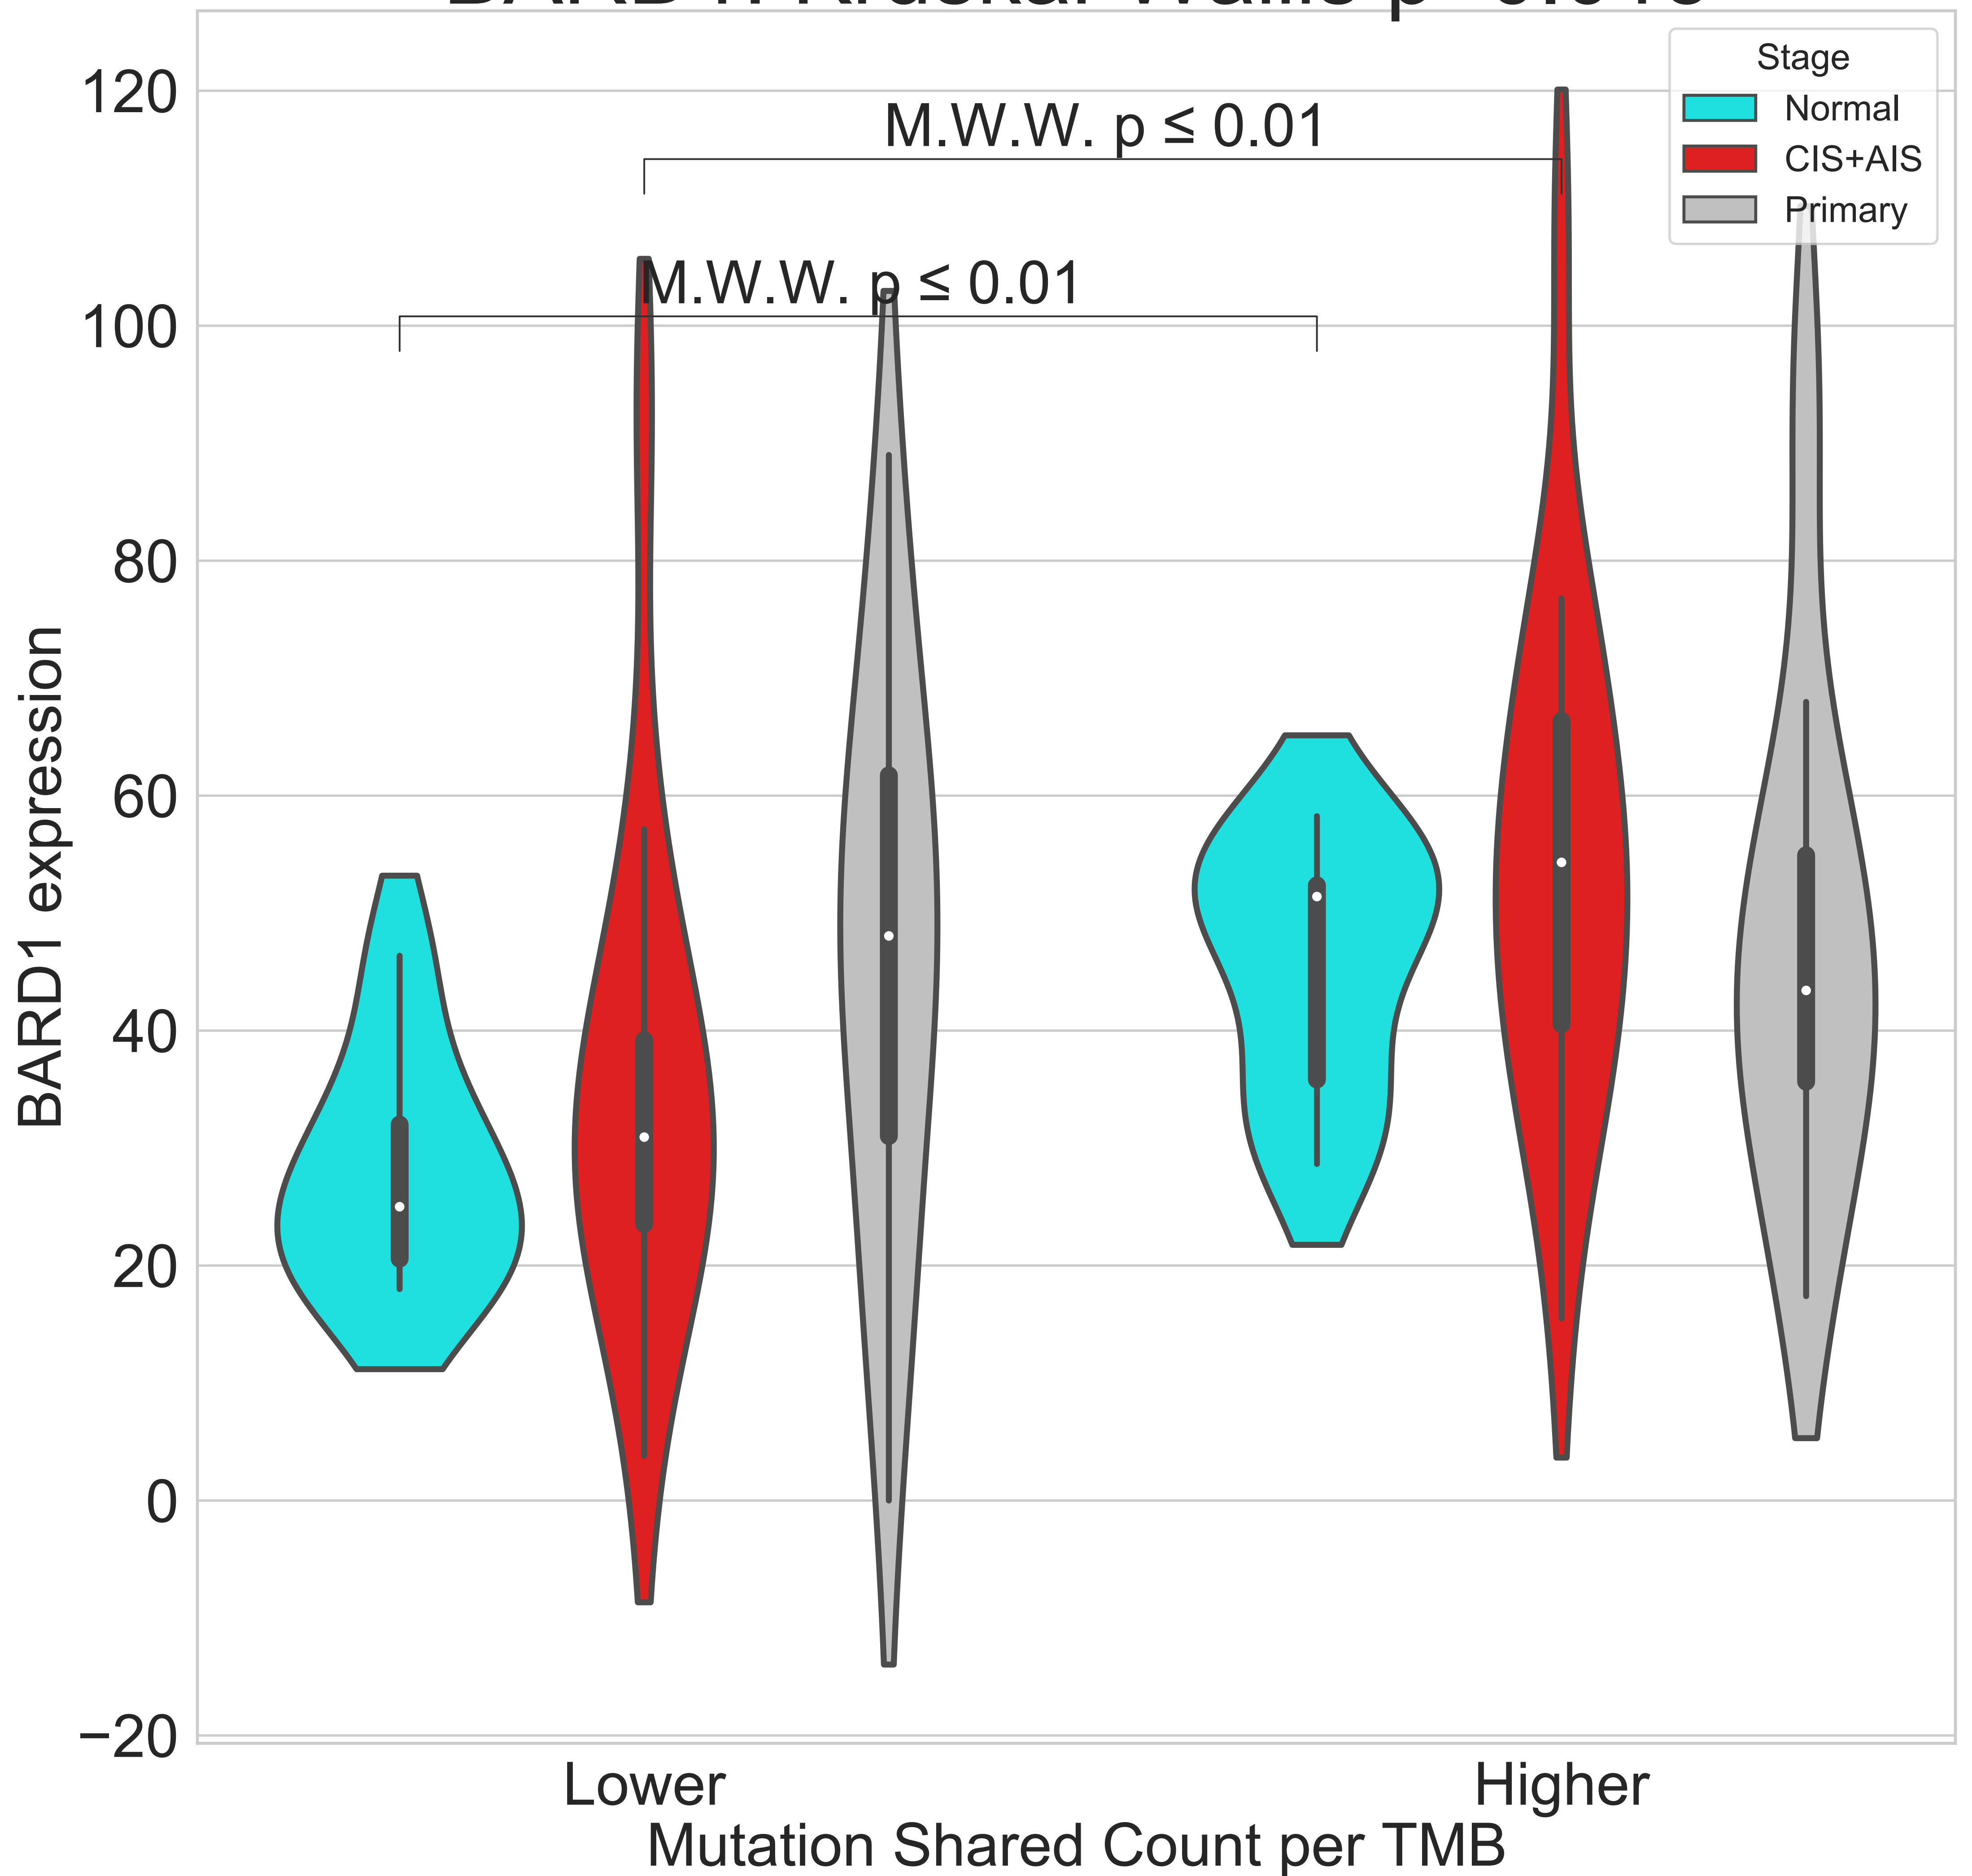 120
100
80
60
40
20
0
−20
BARD1 expression
M.W.W. p ≤ 0.01
M.W.W. p ≤ 0.01
Stage
Normal
CIS+AIS
Primary
Lower
Higher
Mutation Shared Count per TMB